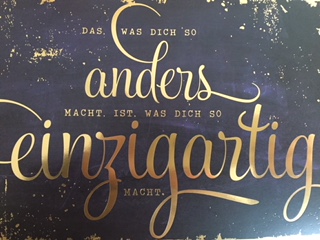 DAS, WAS DICH SO
anders
MACHT, IST, WAS DICH SO
einzigartig
MACHT.